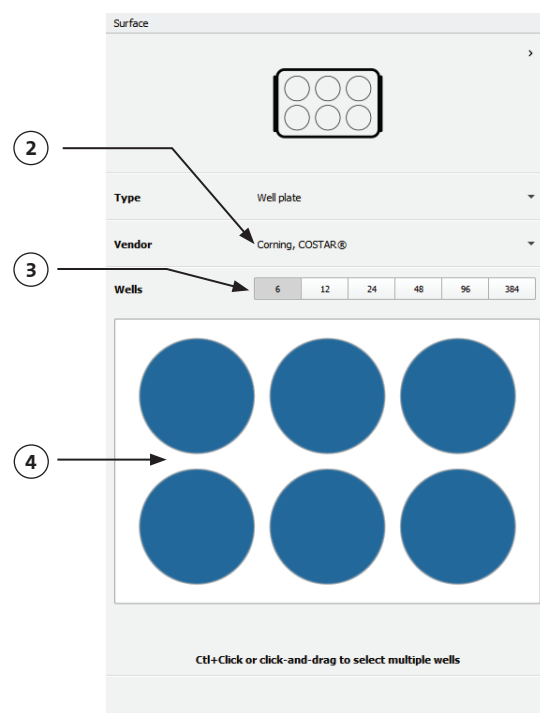 Surface
>
2
Type Well plate
Vendor Corning, COSTAR®
3
Wells 6 12 24 48 96 384
4
Ctl+Click or click-and-drag to select multiple wells